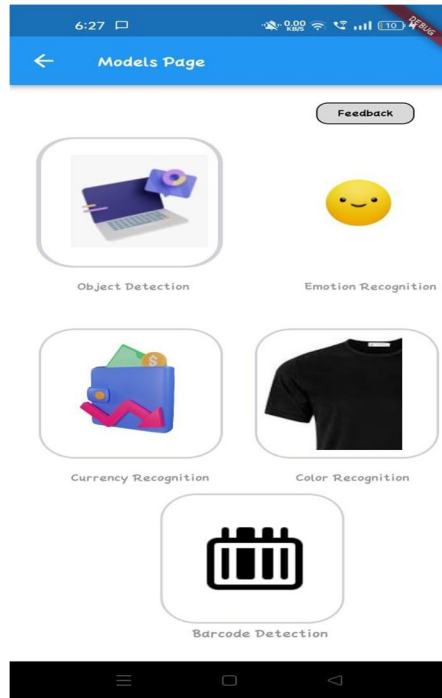 6:27
0.00 KB/S
10
DEBUG
Models Page
Feedback
Object Detection
Emotion Recognition
Currency Recognition
Color Recognition
Barcode Detection